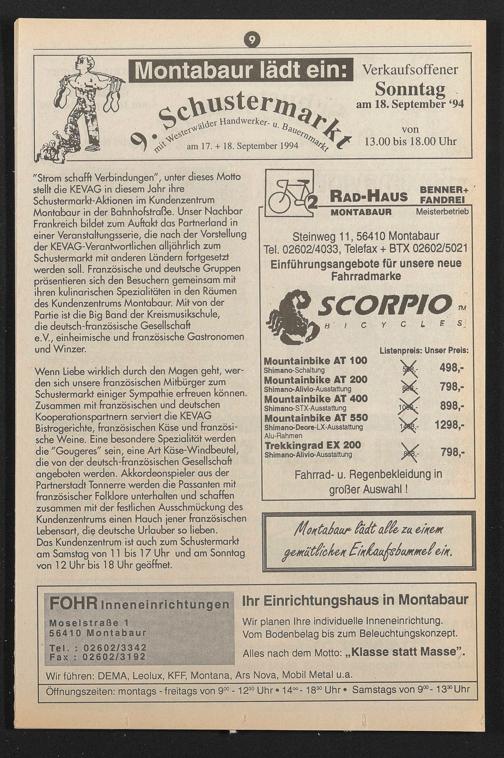 9
Montabaur lädt ein:
9. Schustermarkt
mit Westerwälder Handwerker- u. Bauernmarkt
am 17. + 18. September 1994
Verkaufsoffener
Sonntag
am 18. September '94
von
13.00 bis 18.00 Uhr
"Strom schafft Verbindungen", unter dieses Motto
stellt die KEVAG in diesem Jahr ihre
Schustermarkt-Aktionen im Kundenzentrum
Montabaur in der Bahnhofstraße. Unser Nachbar
Frankreich bildet zum Auftakt das Partnerland in
einer Veranstaltungsserie, die nach der Vorstellung
der KEVAG-Verantwortlichen alljährlich zum
Schustermarkt mit anderen Ländern fortgesetzt
werden soll. Französische und deutsche Gruppen
präsentieren sich den Besuchern gemeinsam mit
ihren kulinarischen Spezialitäten in den Räumen
des Kundenzentrums Montabaur. Mit von der
Partie ist die Big Band der Kreismusikschule,
die deutsch-französische Gesellschaft
e.V., einheimische und französische Gastronomen
und Winzer.
Wenn Liebe wirklich durch den Magen geht, wer-
den sich unsere französischen Mitbürger zum
Schustermarkt einiger Sympathie erfreuen können.
Zusammen mit französischen und deutschen
Kooperationspartnern serviert die KEVAG
Bistrogerichte, französischen Käse und französi-
sche Weine. Eine besondere Spezialität werden
die "Gougeres" sein, eine Art Käse-Windbeutel,
die von der deutsch-französischen Gesellschaft
angeboten werden. Akkordeonspieler aus der
Partnerstadt Tonnerre werden die Passanten mit
französischer Folklore unterhalten und schaffen
zusammen mit der festlichen Ausschmückung des
Kundenzentrums einen Hauch jener französischen
Lebensart, die deutsche Urlauber so lieben.
Das Kundenzentrum ist auch zum Schustermarkt
am Samstag von 11 bis 17 Uhr und am Sonntag
von 12 Uhr bis 18 Uhr geöffnet.
2 RAD-HAUS BENNER+
FANDREI
MONTABAUR Meisterbetrieb
Steinweg 11, 56410 Montabaur
Tel. 02602/4033, Telefax + BTX 02602/5021
Einführungsangebote für unsere neue
Fahrradmarke
SCORPIO TM
BICYCLES
Listenpreis: Unser Preis:
Mountainbike AT 100 498,-
Shimano-Schaltung
Mountainbike AT 200 798,-
Shimano-Alivio-Ausstattung
Mountainbike AT 400 898,-
Shimano-STX-Ausstattung
Mountainbike AT 550 1298,-
Shimano-Deore-LX-Ausstattung
Alu-Rahmen
Trekkingrad EX 200 798,-
Shimano-Alivio-Ausstattung
Fahrrad- u. Regenbekleidung in
großer Auswahl !
Montabaur lädt alle zu einem
gemütlichen Einkaufsbummel ein.
FOHR Inneneinrichtungen
Moselstraße 1
56410 Montabaur
Tel. : 02602/3342
Fax : 02602/3192
Ihr Einrichtungshaus in Montabaur
Wir planen Ihre individuelle Inneneinrichtung.
Vom Bodenbelag bis zum Beleuchtungskonzept.
Alles nach dem Motto: „Klasse statt Masse".
Wir führen: DEMA, Leolux, KFF, Montana, Ars Nova, Mobil Metal u.a.
Öffnungszeiten: montags - freitags von 9⁰⁰ - 12³⁰ Uhr • 14⁰⁰ - 18³⁰ Uhr • Samstags von 9⁰⁰ - 13³⁰ Uhr